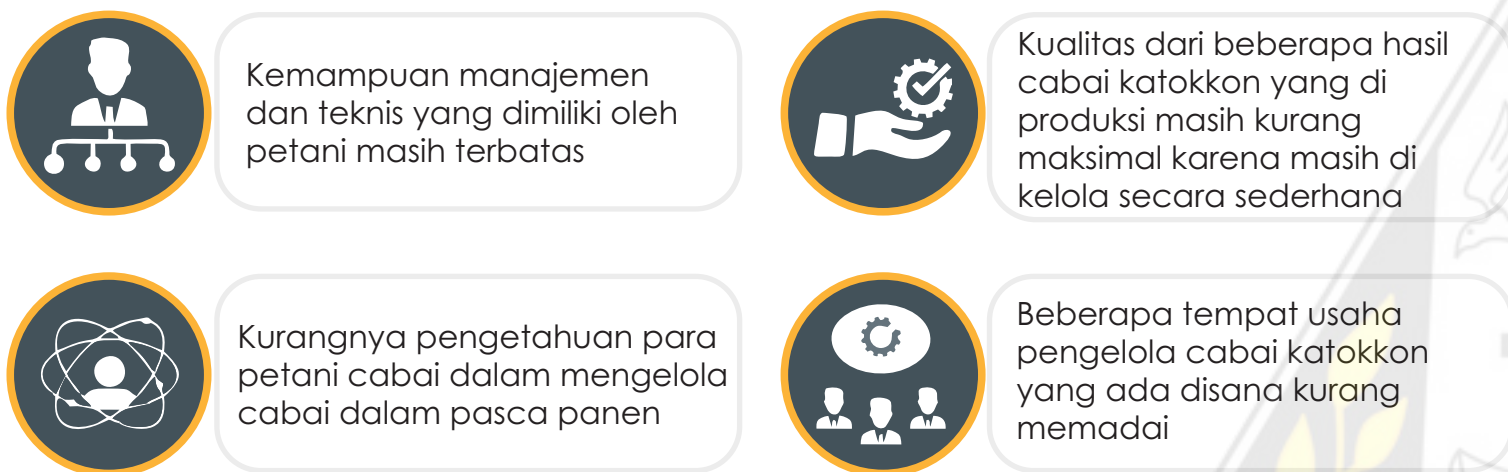 Kemampuan manajemen
dan teknis yang dimiliki oleh
petani masih terbatas
Kualitas dari beberapa hasil
cabai katokkon yang di
produksi masih kurang
maksimal karena masih di
kelola secara sederhana
Kurangnya pengetahuan para
petani cabai dalam mengelola
cabai dalam pasca panen
Beberapa tempat usaha
pengelola cabai katokkon
yang ada disana kurang
memadai